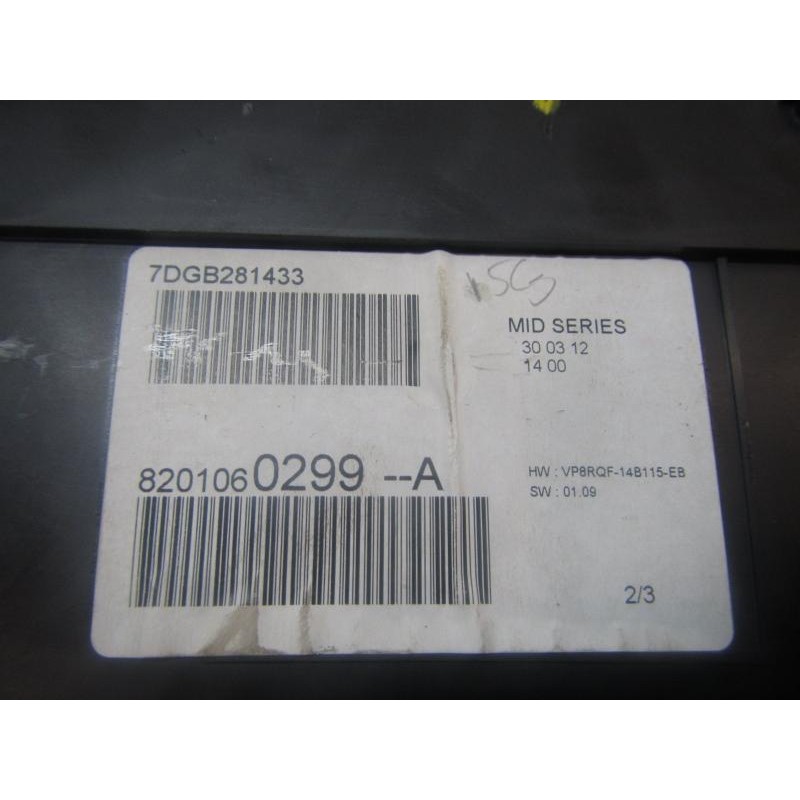 7DGB281433
MID SERIES
30 03 12
14 00
8201060299 --A
HW : VP8RQF-14B115-EB
SW : 01.09
2/3